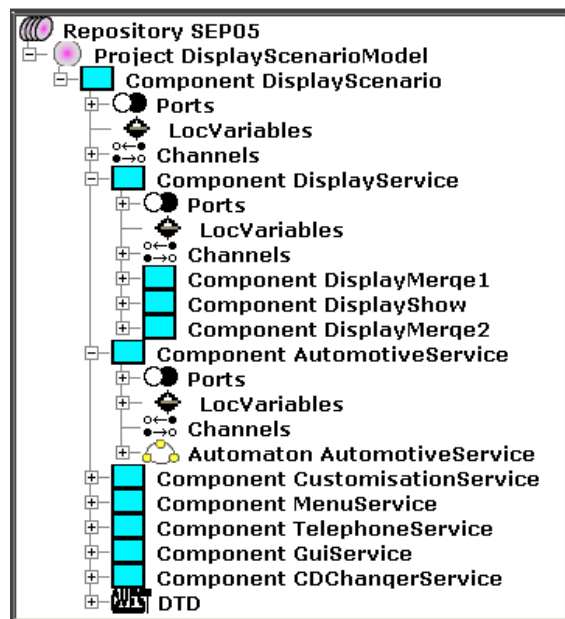 Repository SEP05
Project DisplayScenarioModel
Component DisplayScenario
Ports
LocVariables
Channels
Component DisplayService
Ports
LocVariables
Channels
Component DisplayMerge1
Component DisplayShow
Component DisplayMerge2
Component AutomotiveService
Ports
LocVariables
Channels
Automaton AutomotiveService
Component CustomisationService
Component MenuService
Component TelephoneService
Component GuiService
Component CDChangerService
DTD